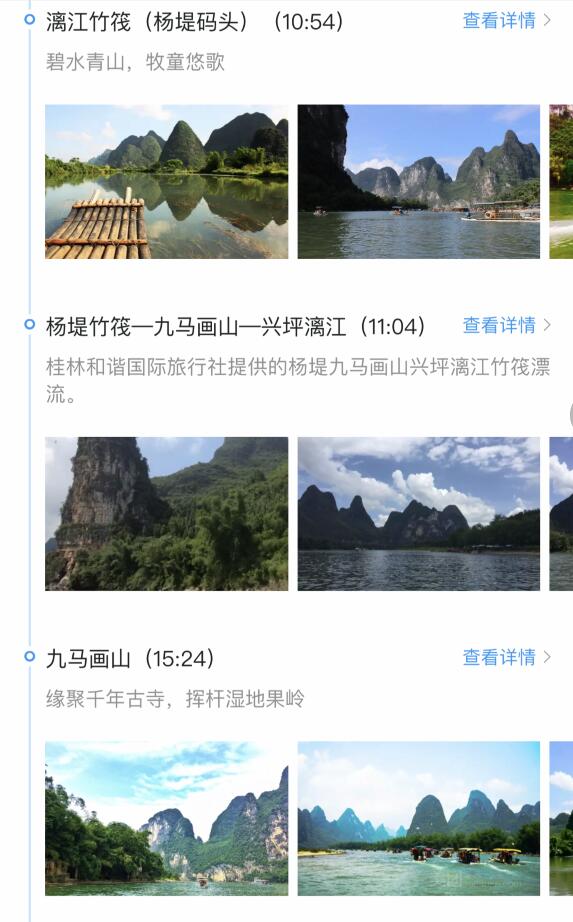 漓江竹筏（杨堤码头）（10:54）
查看详情
碧水青山，牧童悠歌
杨堤竹筏—九马画山—兴坪漓江（11:04）
查看详情
桂林和谐国际旅行社提供的杨堤九马画山兴坪漓江竹筏漂
流。
九马画山（15:24）
查看详情
缘聚千年古寺，挥杆湿地果岭